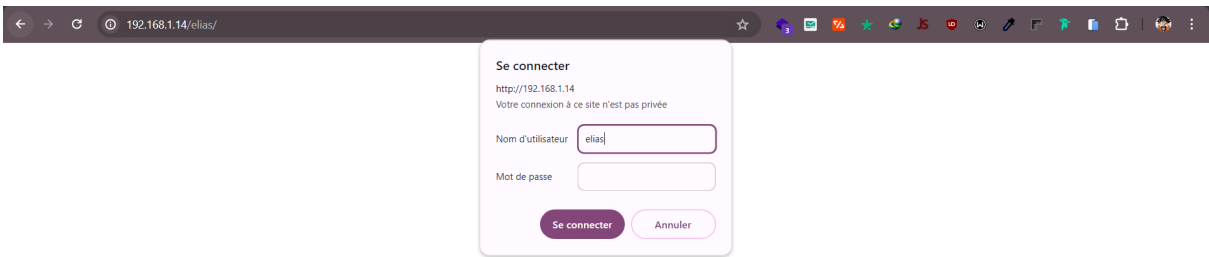 192.168.1.14/elias/
3
Se connecter
http://192.168.1.14
Votre connexion à ce site n'est pas privée
Nom d'utilisateur
elias
Mot de passe
Se connecter
Annuler